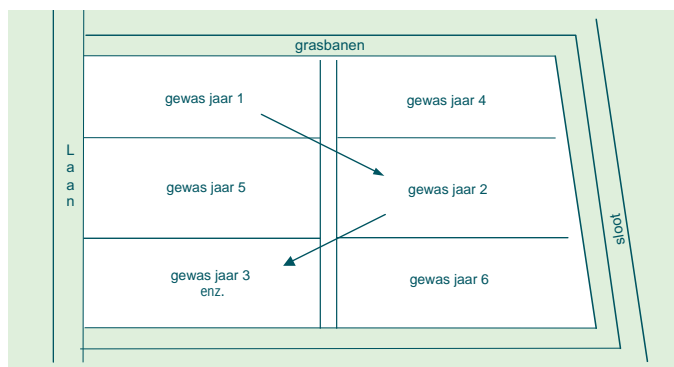 grasbanen
gewas jaar 1
gewas jaar 4
Laan
gewas jaar 5
gewas jaar 2
sloot
gewas jaar 3
enz.
gewas jaar 6